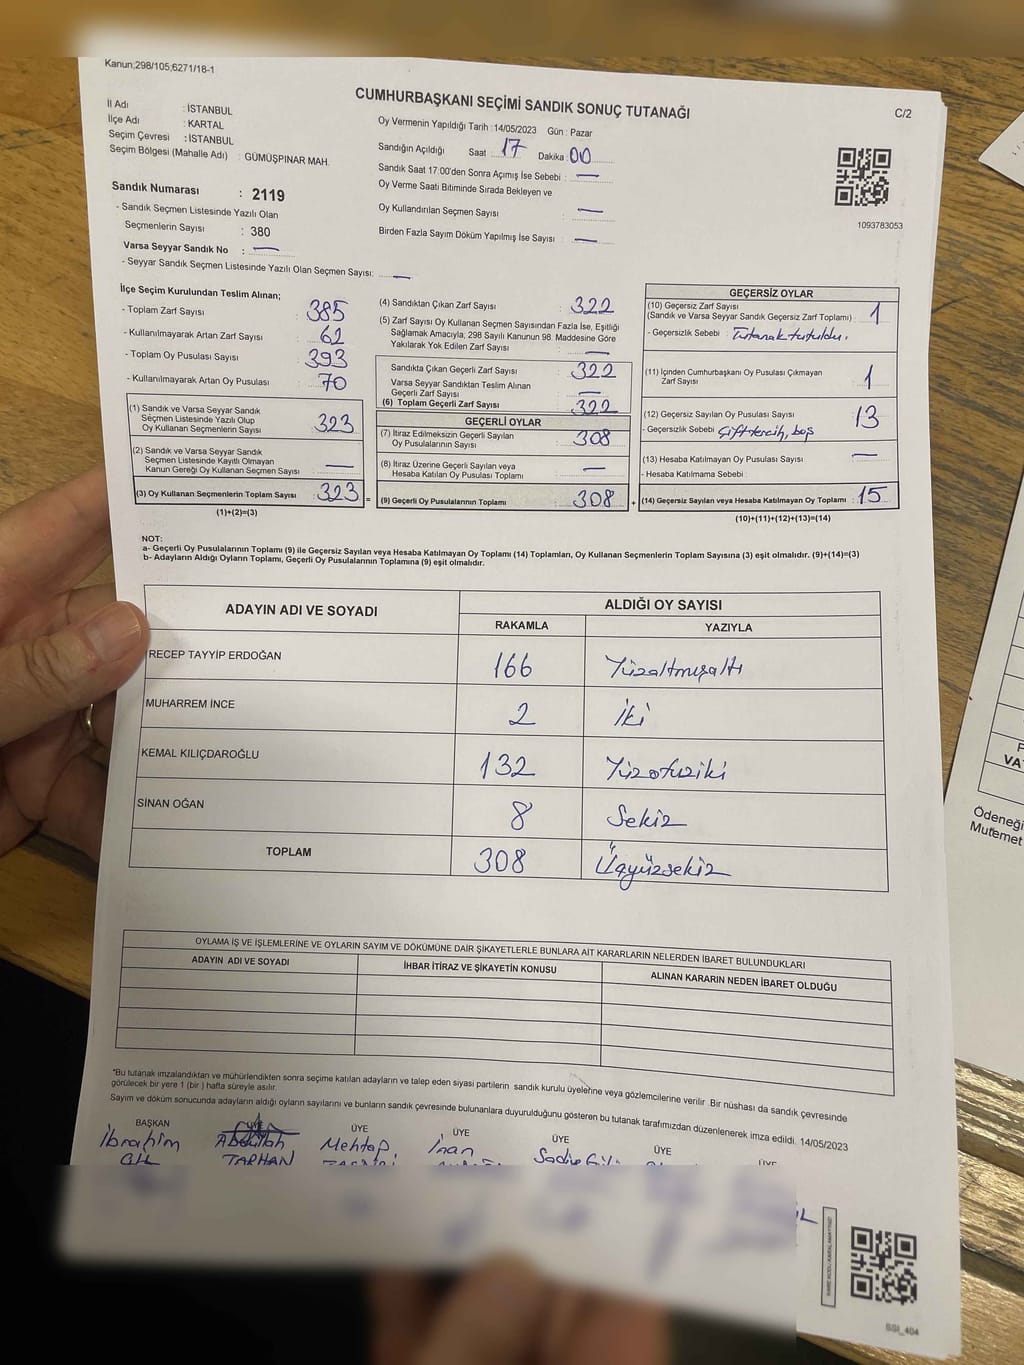 Kanun;298/105;6271/18-1
CUMHURBAŞKANI SEÇİMİ SANDIK SONUÇ TUTANAĞI
C/2
İl Adı : İSTANBUL
İlçe Adı : KARTAL
Seçim Çevresi : İSTANBUL
Seçim Bölgesi (Mahalle Adı) : GÜMÜŞPINAR MAH.
Oy Vermenin Yapıldığı Tarih : 14/05/2023 Gün : Pazar
Sandığın Açıldığı Saat : 17 Dakika : 00
Sandık Saat 17:00'den Sonra Açımış İse Sebebi : —
Oy Verme Saati Bitiminde Sırada Bekleyen ve
Oy Kullandırılan Seçmen Sayısı : —
Birden Fazla Sayım Döküm Yapılmış İse Sayısı : —
1093783053
Sandık Numarası : 2119
- Sandık Seçmen Listesinde Yazılı Olan
Seçmenlerin Sayısı : 380
Varsa Seyyar Sandık No : —
- Seyyar Sandık Seçmen Listesinde Yazılı Olan Seçmen Sayısı: —
İlçe Seçim Kurulundan Teslim Alınan;
- Toplam Zarf Sayısı : 385
- Kullanılmayarak Artan Zarf Sayısı : 62
- Toplam Oy Pusulası Sayısı : 393
- Kullanılmayarak Artan Oy Pusulası : 70
(1) Sandık ve Varsa Seyyar Sandık
Seçmen Listesinde Yazılı Olup
Oy Kullanan Seçmenlerin Sayısı : 323
(2) Sandık ve Varsa Seyyar Sandık
Seçmen Listesinde Kayıtlı Olmayan
Kanun Gereği Oy Kullanan Seçmen Sayısı : —
(3) Oy Kullanan Seçmenlerin Toplam Sayısı : 323 =
(1)+(2)=(3)
(4) Sandıktan Çıkan Zarf Sayısı : 322
(5) Zarf Sayısı Oy Kullanan Seçmen Sayısından Fazla İse, Eşitliği
Sağlamak Amacıyla, 298 Sayılı Kanunun 98. Maddesine Göre
Yakılarak Yok Edilen Zarf Sayısı : —
Sandıkta Çıkan Geçerli Zarf Sayısı : 322
Varsa Seyyar Sandıktan Teslim Alınan
Geçerli Zarf Sayısı : —
(6) Toplam Geçerli Zarf Sayısı : 322
GEÇERLİ OYLAR
(7) İtiraz Edilmeksizin Geçerli Sayılan
Oy Pusulalarının Sayısı : 308
(8) İtiraz Üzerine Geçerli Sayılan veya
Hesaba Katılan Oy Pusulası Toplamı : —
(9) Geçerli Oy Pusulalarının Toplamı : 308 +
GEÇERSİZ OYLAR
(10) Geçersiz Zarf Sayısı
(Sandık ve Varsa Seyyar Sandık Geçersiz Zarf Toplamı) : 1
- Geçersizlik Sebebi : Tutanak tutuldu.
(11) İçinden Cumhurbaşkanı Oy Pusulası Çıkmayan
Zarf Sayısı : 1
(12) Geçersiz Sayılan Oy Pusulası Sayısı : 13
- Geçersizlik Sebebi : Çift tercih, boş
(13) Hesaba Katılmayan Oy Pusulası Sayısı : —
- Hesaba Katılmama Sebebi :
(14) Geçersiz Sayılan veya Hesaba Katılmayan Oy Toplamı : 15
(10)+(11)+(12)+(13)=(14)
NOT:
a- Geçerli Oy Pusulalarının Toplamı (9) ile Geçersiz Sayılan veya Hesaba Katılmayan Oy Toplamı (14) Toplamları, Oy Kullanan Seçmenlerin Toplam Sayısına (3) eşit olmalıdır. (9)+(14)=(3)
b- Adayların Aldığı Oyların Toplamı, Geçerli Oy Pusulalarının Toplamına (9) eşit olmalıdır.
ADAYIN ADI VE SOYADI
ALDIĞI OY SAYISI
RAKAMLA YAZIYLA
RECEP TAYYİP ERDOĞAN 166 Yüzaltmışaltı
MUHARREM İNCE 2 İki
KEMAL KILIÇDAROĞLU 132 Yüzotuziki
SİNAN OĞAN 8 Sekiz
TOPLAM 308 Üçyüzsekiz
OYLAMA İŞ VE İŞLEMLERİNE VE OYLARIN SAYIM VE DÖKÜMÜNE DAİR ŞİKAYETLERLE BUNLARA AİT KARARLARIN NELERDEN İBARET BULUNDUKLARI
ADAYIN ADI VE SOYADI İHBAR İTİRAZ VE ŞİKAYETİN KONUSU ALINAN KARARIN NEDEN İBARET OLDUĞU
*Bu tutanak imzalandıktan ve mühürlendikten sonra seçime katılan adayların ve talep eden siyasi partilerin sandık kurulu üyelerine veya gözlemcilerine verilir. Bir nüshası da sandık çevresinde
görülecek bir yere 1 (bir ) hafta süreyle asılır.
Sayım ve döküm sonucunda adayların aldığı oyların sayılarını ve bunların sandık çevresinde bulunanlara duyurulduğunu gösteren bu tutanak tarafımızdan düzenlenerek imza edildi. 14/05/2023
BAŞKAN ÜYE ÜYE ÜYE ÜYE ÜYE
İbrahim Abdullah Mehtap İnan
TARHAN
Ödeneği
Mutemet
SSI_404